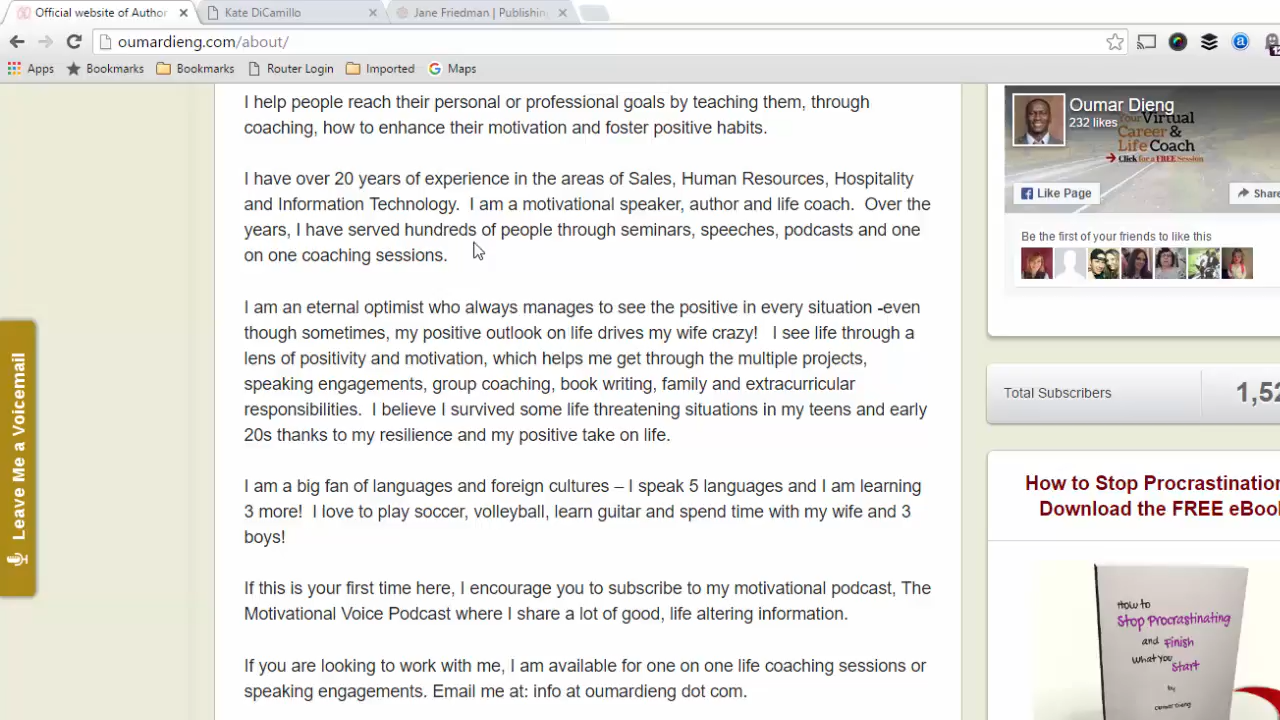 Official website of Author
Kate DiCamillo
Jane Friedman | Publishing
oumardieng.com/about/
Apps
Bookmarks
Bookmarks
Router Login
Imported
Maps
I help people reach their personal or professional goals by teaching them, through
coaching, how to enhance their motivation and foster positive habits.
I have over 20 years of experience in the areas of Sales, Human Resources, Hospitality
and Information Technology.  I am a motivational speaker, author and life coach.  Over the
years, I have served hundreds of people through seminars, speeches, podcasts and one
on one coaching sessions.
I am an eternal optimist who always manages to see the positive in every situation -even
though sometimes, my positive outlook on life drives my wife crazy!   I see life through a
lens of positivity and motivation, which helps me get through the multiple projects,
speaking engagements, group coaching, book writing, family and extracurricular
responsibilities.  I believe I survived some life threatening situations in my teens and early
20s thanks to my resilience and my positive take on life.
I am a big fan of languages and foreign cultures – I speak 5 languages and I am learning
3 more!  I love to play soccer, volleyball, learn guitar and spend time with my wife and 3
boys!
If this is your first time here, I encourage you to subscribe to my motivational podcast, The
Motivational Voice Podcast where I share a lot of good, life altering information.
If you are looking to work with me, I am available for one on one life coaching sessions or
speaking engagements. Email me at: info at oumardieng dot com.
Leave Me a Voicemail
Oumar Dieng
232 likes
Your Virtual
Career &
Life Coach
Click for a FREE Session
Like Page
Share
Be the first of your friends to like this
Total Subscribers
1,52
How to Stop Procrastination
Download the FREE eBoo
How to
Stop Procrastinating
and Finish
What You
Start
by
Oumar Dieng